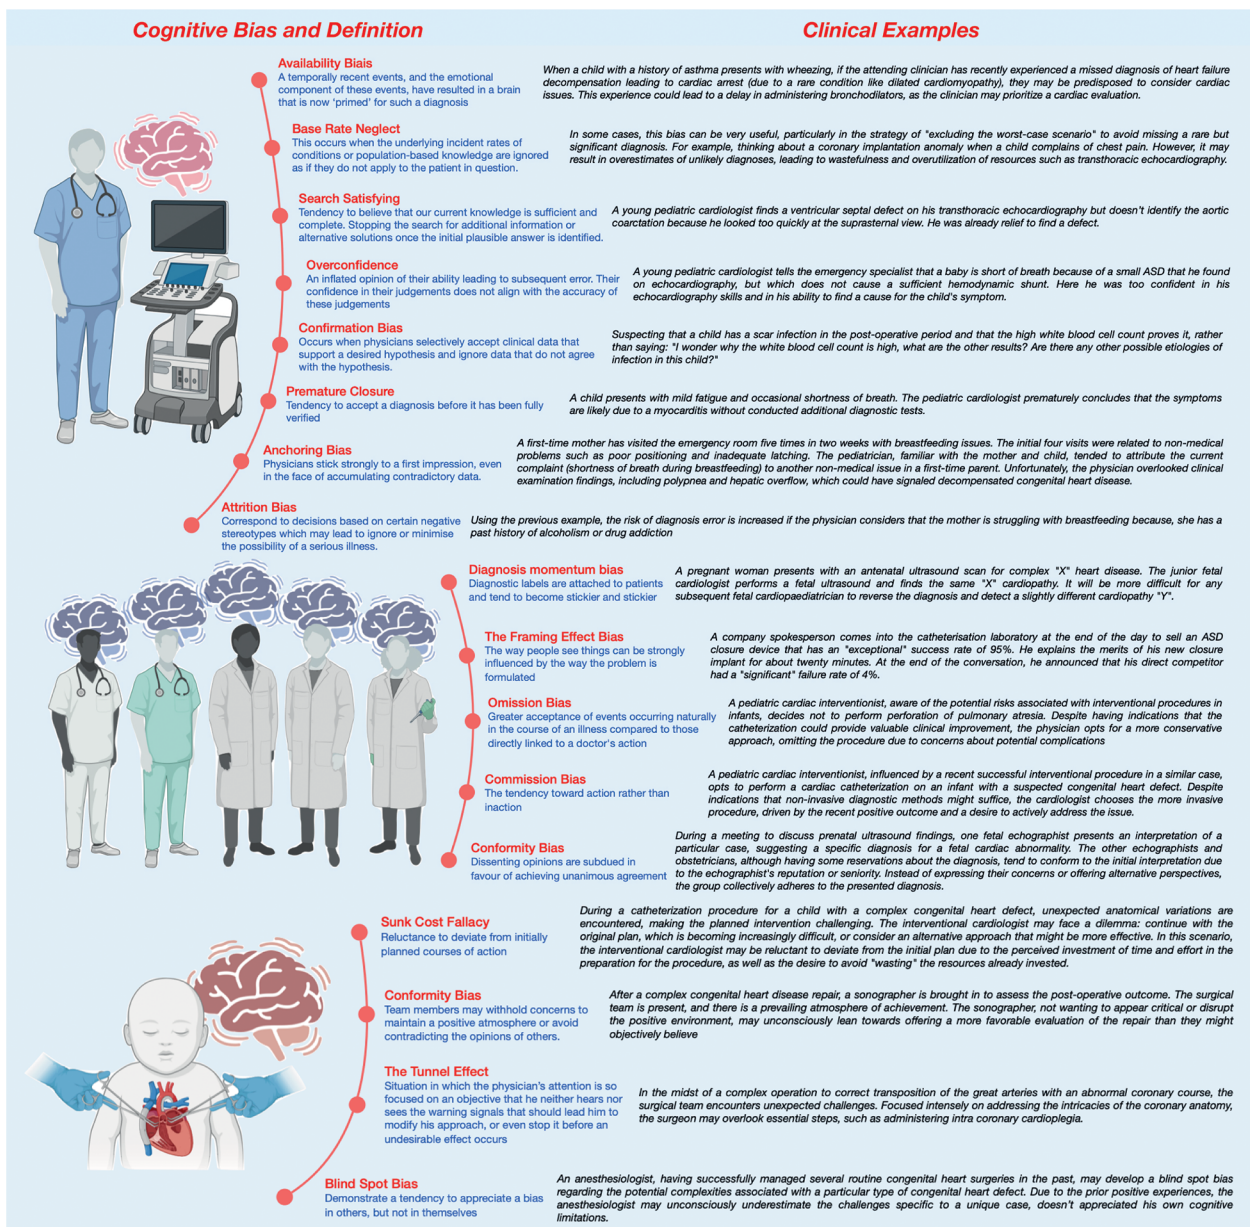 Cognitive Bias and Definition
Clinical Examples
Availability Biais
A temporally recent events, and the emotional
component of these events, have resulted in a brain
that is now 'primed' for such a diagnosis
When a child with a history of asthma presents with wheezing, if the attending clinician has recently experienced a missed diagnosis of heart failure
decompensation leading to cardiac arrest (due to a rare condition like dilated cardiomyopathy), they may be predisposed to consider cardiac
issues. This experience could lead to a delay in administering bronchodilators, as the clinician may prioritize a cardiac evaluation.
Base Rate Neglect
This occurs when the underlying incident rates of
conditions or population-based knowledge are ignored
as if they do not apply to the patient in question.
In some cases, this bias can be very useful, particularly in the strategy of "excluding the worst-case scenario" to avoid missing a rare but
significant diagnosis. For example, thinking about a coronary implantation anomaly when a child complains of chest pain. However, it may
result in overestimates of unlikely diagnoses, leading to wastefulness and overutilization of resources such as transthoracic echocardiography.
Search Satisfying
Tendency to believe that our current knowledge is sufficient and
complete. Stopping the search for additional information or
alternative solutions once the initial plausible answer is identified.
A young pediatric cardiologist finds a ventricular septal defect on his transthoracic echocardiography but doesn't identify the aortic
coarctation because he looked too quickly at the suprasternal view. He was already relief to find a defect.
Overconfidence
An inflated opinion of their ability leading to subsequent error. Their
confidence in their judgements does not align with the accuracy of
these judgements
A young pediatric cardiologist tells the emergency specialist that a baby is short of breath because of a small ASD that he found
on echocardiography, but which does not cause a sufficient hemodynamic shunt. Here he was too confident in his
echocardiography skills and in his ability to find a cause for the child's symptom.
Confirmation Bias
Occurs when physicians selectively accept clinical data that
support a desired hypothesis and ignore data that do not agree
with the hypothesis.
Suspecting that a child has a scar infection in the post-operative period and that the high white blood cell count proves it, rather
than saying: "I wonder why the white blood cell count is high, what are the other results? Are there any other possible etiologies of
infection in this child?"
Premature Closure
Tendency to accept a diagnosis before it has been fully
verified
A child presents with mild fatigue and occasional shortness of breath. The pediatric cardiologist prematurely concludes that the symptoms
are likely due to a myocarditis without conducted additional diagnostic tests.
Anchoring Bias
Physicians stick strongly to a first impression, even
in the face of accumulating contradictory data.
A first-time mother has visited the emergency room five times in two weeks with breastfeeding issues. The initial four visits were related to non-medical
problems such as poor positioning and inadequate latching. The pediatrician, familiar with the mother and child, tended to attribute the current
complaint (shortness of breath during breastfeeding) to another non-medical issue in a first-time parent. Unfortunately, the physician overlooked clinical
examination findings, including polypnea and hepatic overflow, which could have signaled decompensated congenital heart disease.
Attrition Bias
Correspond to decisions based on certain negative
stereotypes which may lead to ignore or minimise
the possibility of a serious illness.
Using the previous example, the risk of diagnosis error is increased if the physician considers that the mother is struggling with breastfeeding because, she has a
past history of alcoholism or drug addiction
Diagnosis momentum bias
Diagnostic labels are attached to patients
and tend to become stickier and stickier
A pregnant woman presents with an antenatal ultrasound scan for complex "X" heart disease. The junior fetal
cardiologist performs a fetal ultrasound and finds the same "X" cardiopathy. It will be more difficult for any
subsequent fetal cardiopaediatrician to reverse the diagnosis and detect a slightly different cardiopathy "Y".
The Framing Effect Bias
The way people see things can be strongly
influenced by the way the problem is
formulated
A company spokesperson comes into the catheterisation laboratory at the end of the day to sell an ASD
closure device that has an "exceptional" success rate of 95%. He explains the merits of his new closure
implant for about twenty minutes. At the end of the conversation, he announced that his direct competitor
had a "significant" failure rate of 4%.
Omission Bias
Greater acceptance of events occurring naturally
in the course of an illness compared to those
directly linked to a doctor's action
A pediatric cardiac interventionist, aware of the potential risks associated with interventional procedures in
infants, decides not to perform perforation of pulmonary atresia. Despite having indications that the
catheterization could provide valuable clinical improvement, the physician opts for a more conservative
approach, omitting the procedure due to concerns about potential complications
Commission Bias
The tendency toward action rather than
inaction
A pediatric cardiac interventionist, influenced by a recent successful interventional procedure in a similar case,
opts to perform a cardiac catheterization on an infant with a suspected congenital heart defect. Despite
indications that non-invasive diagnostic methods might suffice, the cardiologist chooses the more invasive
procedure, driven by the recent positive outcome and a desire to actively address the issue.
Conformity Bias
Dissenting opinions are subdued in
favour of achieving unanimous agreement
During a meeting to discuss prenatal ultrasound findings, one fetal echographist presents an interpretation of a
particular case, suggesting a specific diagnosis for a fetal cardiac abnormality. The other echographists and
obstetricians, although having some reservations about the diagnosis, tend to conform to the initial interpretation due
to the echographist's reputation or seniority. Instead of expressing their concerns or offering alternative perspectives,
the group collectively adheres to the presented diagnosis.
Sunk Cost Fallacy
Reluctance to deviate from initially
planned courses of action
During a catheterization procedure for a child with a complex congenital heart defect, unexpected anatomical variations are
encountered, making the planned intervention challenging. The interventional cardiologist may face a dilemma: continue with the
original plan, which is becoming increasingly difficult, or consider an alternative approach that might be more effective. In this scenario,
the interventional cardiologist may be reluctant to deviate from the initial plan due to the perceived investment of time and effort in the
preparation for the procedure, as well as the desire to avoid "wasting" the resources already invested.
Conformity Bias
Team members may withhold concerns to
maintain a positive atmosphere or avoid
contradicting the opinions of others.
After a complex congenital heart disease repair, a sonographer is brought in to assess the post-operative outcome. The surgical
team is present, and there is a prevailing atmosphere of achievement. The sonographer, not wanting to appear critical or disrupt
the positive environment, may unconsciously lean towards offering a more favorable evaluation of the repair than they might
objectively believe
The Tunnel Effect
Situation in which the physician's attention is so
focused on an objective that he neither hears nor
sees the warning signals that should lead him to
modify his approach, or even stop it before an
undesirable effect occurs
In the midst of a complex operation to correct transposition of the great arteries with an abnormal coronary course, the
surgical team encounters unexpected challenges. Focused intensely on addressing the intricacies of the coronary anatomy,
the surgeon may overlook essential steps, such as administering intra coronary cardioplegia.
Blind Spot Bias
Demonstrate a tendency to appreciate a bias
in others, but not in themselves
An anesthesiologist, having successfully managed several routine congenital heart surgeries in the past, may develop a blind spot bias
regarding the potential complexities associated with a particular type of congenital heart defect. Due to the prior positive experiences, the
anesthesiologist may unconsciously underestimate the challenges specific to a unique case, doesn't appreciated his own cognitive
limitations.